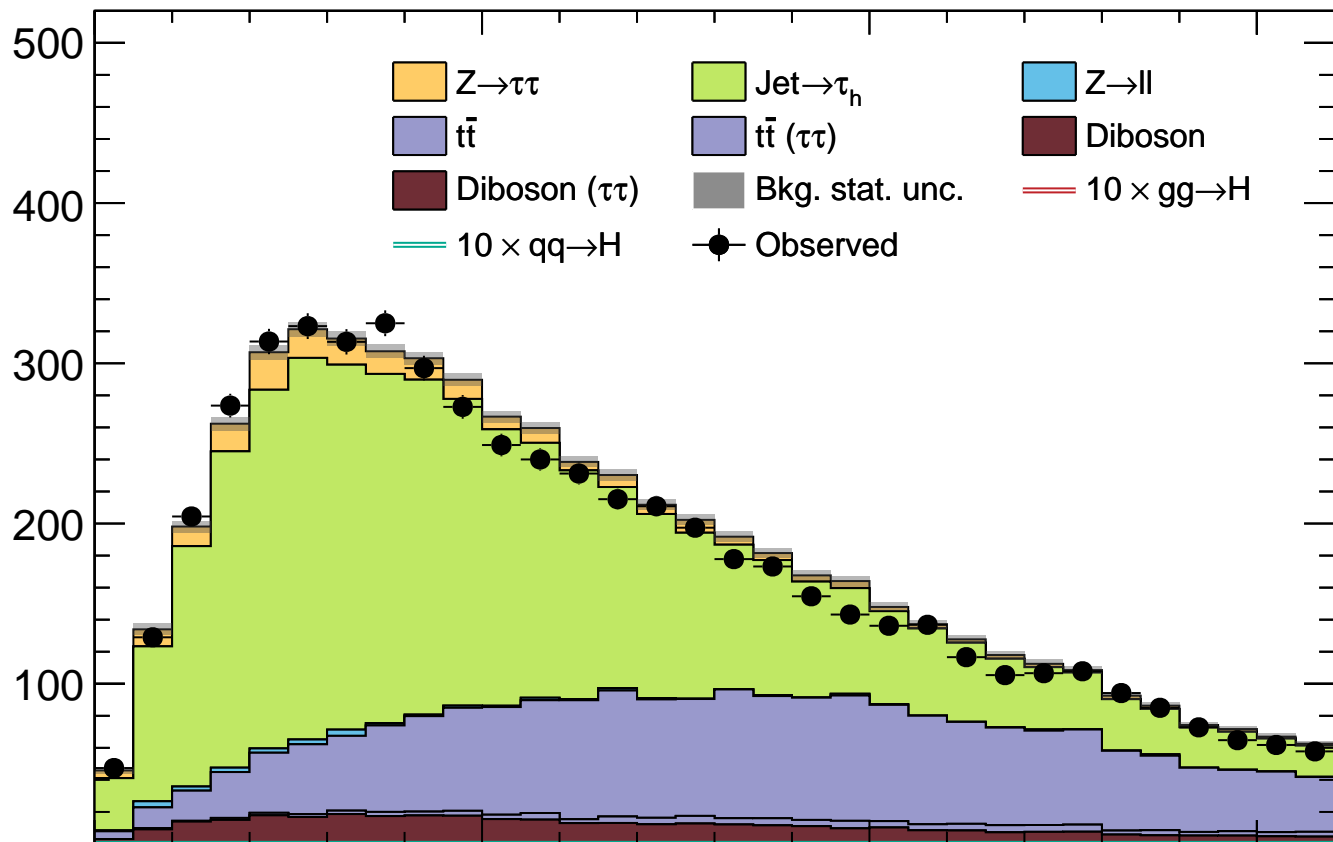 500
Z→ττ Jet→τₕ Z→ll
tt̄ tt̄ (ττ) Diboson
400
Diboson (ττ) Bkg. stat. unc. 10 × gg→H
10 × qq→H Observed
300
200
100